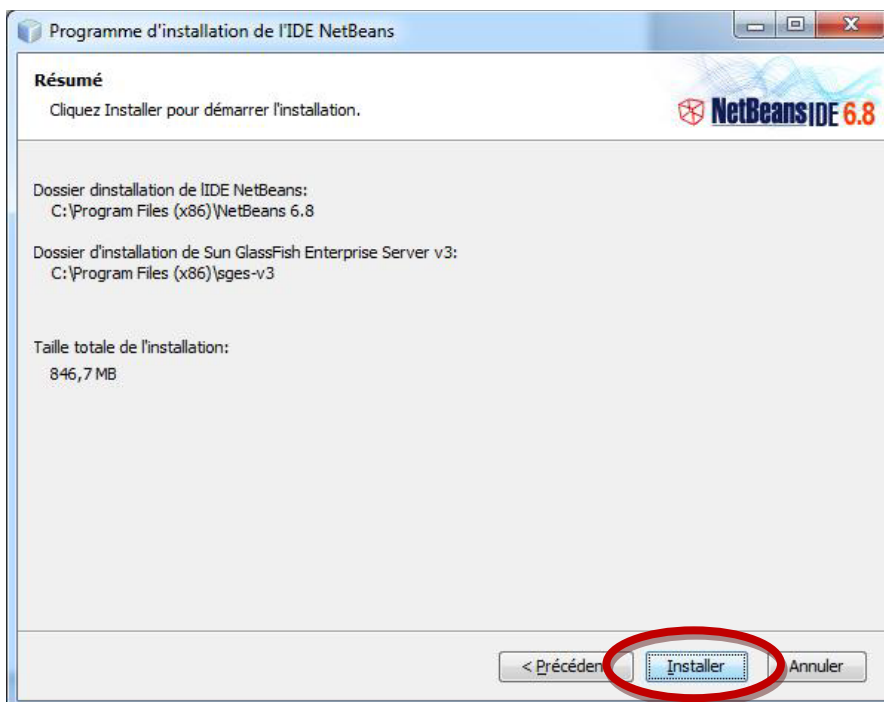 Programme d'installation de l'IDE NetBeans
Résumé
Cliquez Installer pour démarrer l'installation.
NetBeans IDE 6.8
Dossier dinstallation de lIDE NetBeans:
C:\Program Files (x86)\NetBeans 6.8
Dossier d'installation de Sun GlassFish Enterprise Server v3:
C:\Program Files (x86)\sges-v3
Taille totale de l'installation:
846,7 MB
< Précéden Installer Annuler